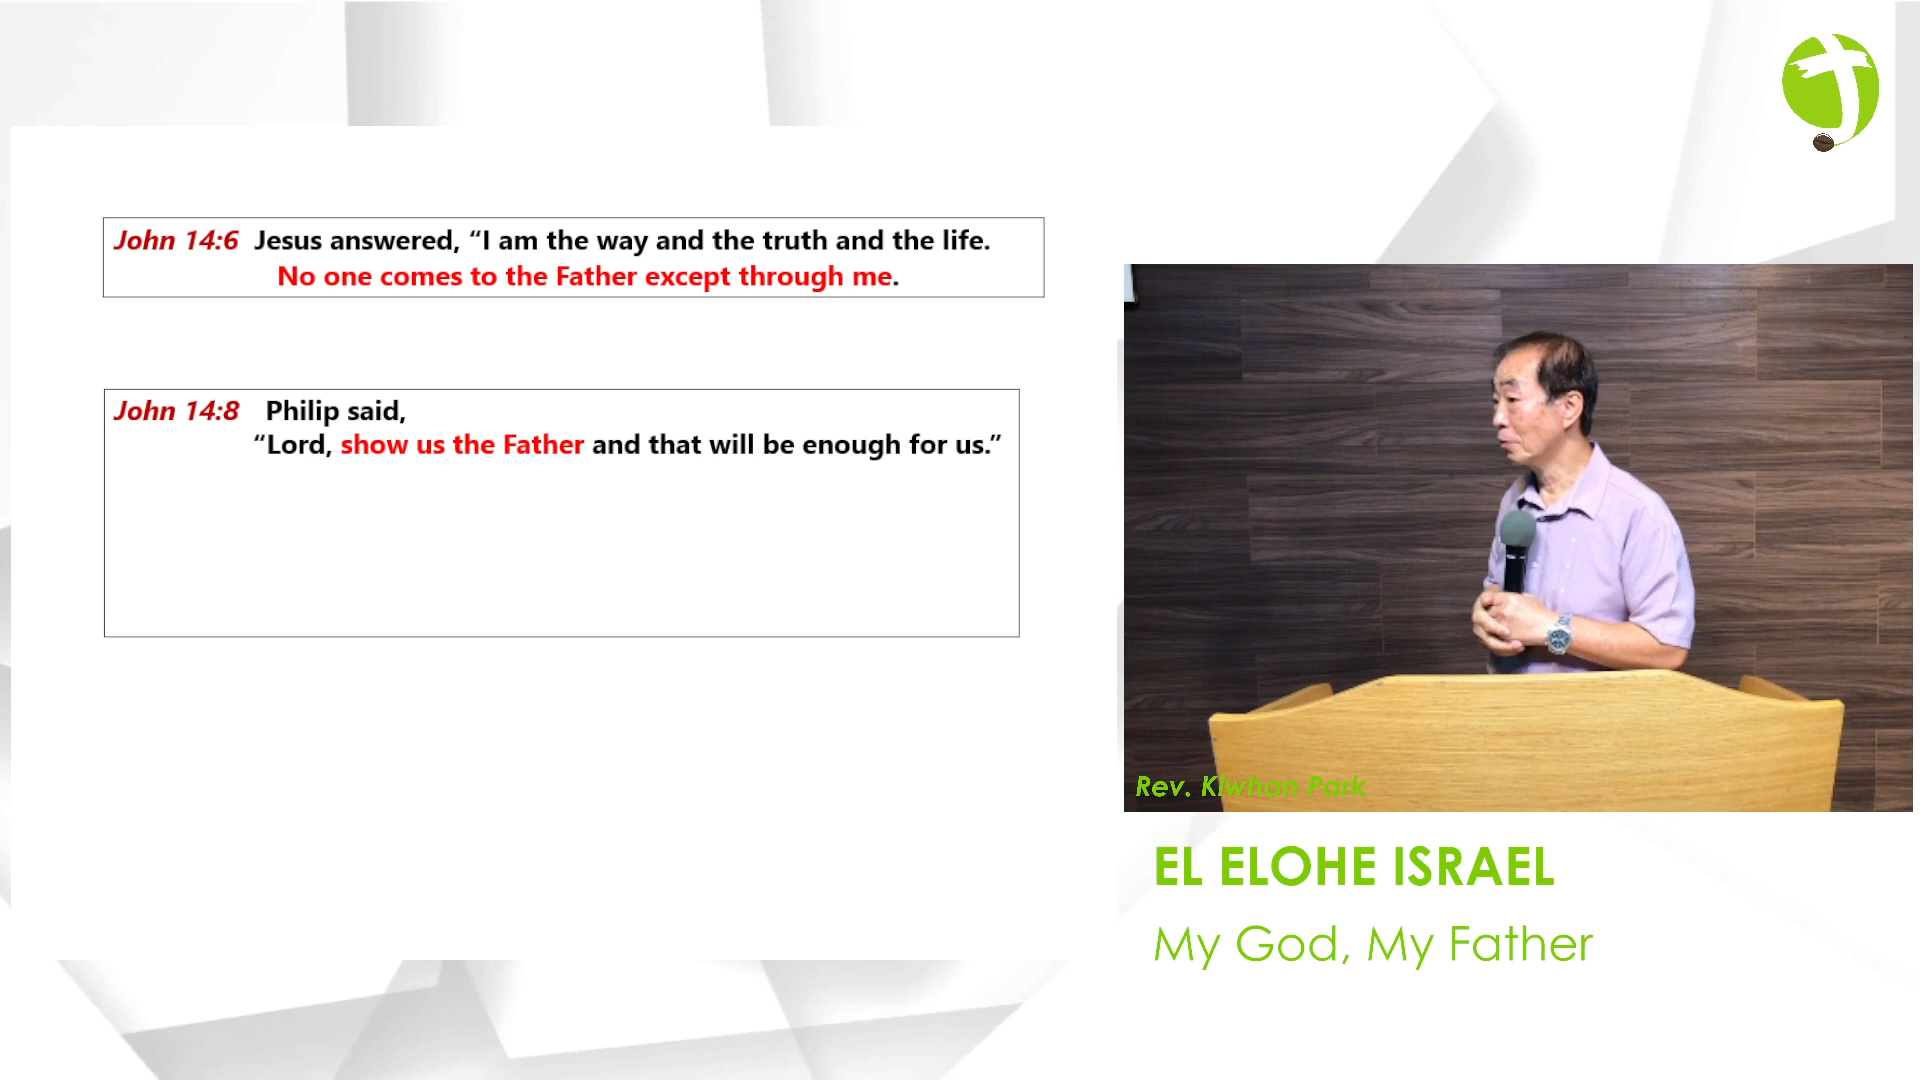 John 14:6 Jesus answered, “I am the way and the truth and the life.
No one comes to the Father except through me.
John 14:8 Philip said,
“Lord, show us the Father and that will be enough for us.”
Rev. Kiwhan Park
EL ELOHE ISRAEL
My God, My Father